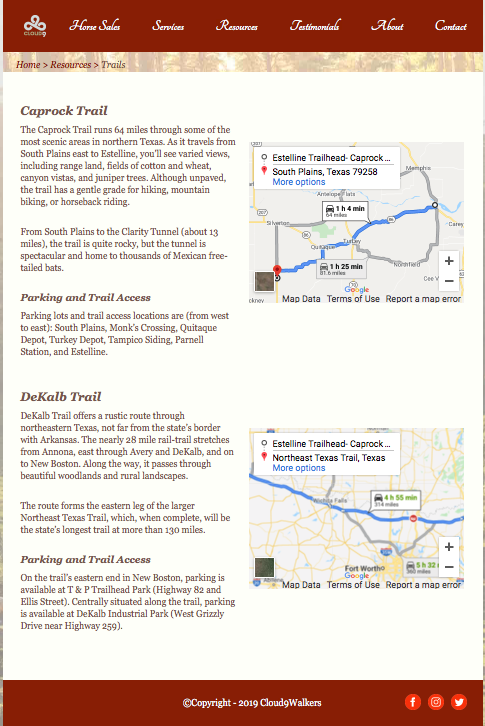 CLOUD9
Horse Sales Services Resources Testimonials About Contact
Home > Resources > Trails
Caprock Trail
The Caprock Trail runs 64 miles through some of the
most scenic areas in northern Texas. As it travels from
South Plains east to Estelline, you'll see varied views,
including range land, fields of cotton and wheat,
canyon vistas, and juniper trees. Although unpaved,
the trail has a gentle grade for hiking, mountain
biking, or horseback riding.
From South Plains to the Clarity Tunnel (about 13
miles), the trail is quite rocky, but the tunnel is
spectacular and home to thousands of Mexican free-
tailed bats.
Parking and Trail Access
Parking lots and trail access locations are (from west
to east): South Plains, Monk's Crossing, Quitaque
Depot, Turkey Depot, Tampico Siding, Parnell
Station, and Estelline.
Estelline Trailhead- Caprock ...
South Plains, Texas 79258
More options
Memphis
Antelope Flats
1 h 4 min
64 miles
207
86
Silverton
Carey
Turkey
Quitaque
1 h 25 min
81.6 miles
Northfield
Cee V
207
ckney
Google
+
−
Map Data Terms of Use Report a map error
DeKalb Trail
DeKalb Trail offers a rustic route through
northeastern Texas, not far from the state's border
with Arkansas. The nearly 28 mile rail-trail stretches
from Annona, east through Avery and DeKalb, and on
to New Boston. Along the way, it passes through
beautiful woodlands and rural landscapes.
The route forms the eastern leg of the larger
Northeast Texas Trail, which, when complete, will be
the state's longest trail at more than 130 miles.
Parking and Trail Access
On the trail's eastern end in New Boston, parking is
available at T & P Trailhead Park (Highway 82 and
Ellis Street). Centrally situated along the trail, parking
is available at DeKalb Industrial Park (West Grizzly
Drive near Highway 259).
Estelline Trailhead- Caprock ...
Northeast Texas Trail, Texas
More options
4 h 55 min
314 miles
Wichita Falls
5 h 32
360 miles
Fort Worth
Abilene
Google
+
−
Map Data Terms of Use Report a map error
©Copyright - 2019 Cloud9Walkers